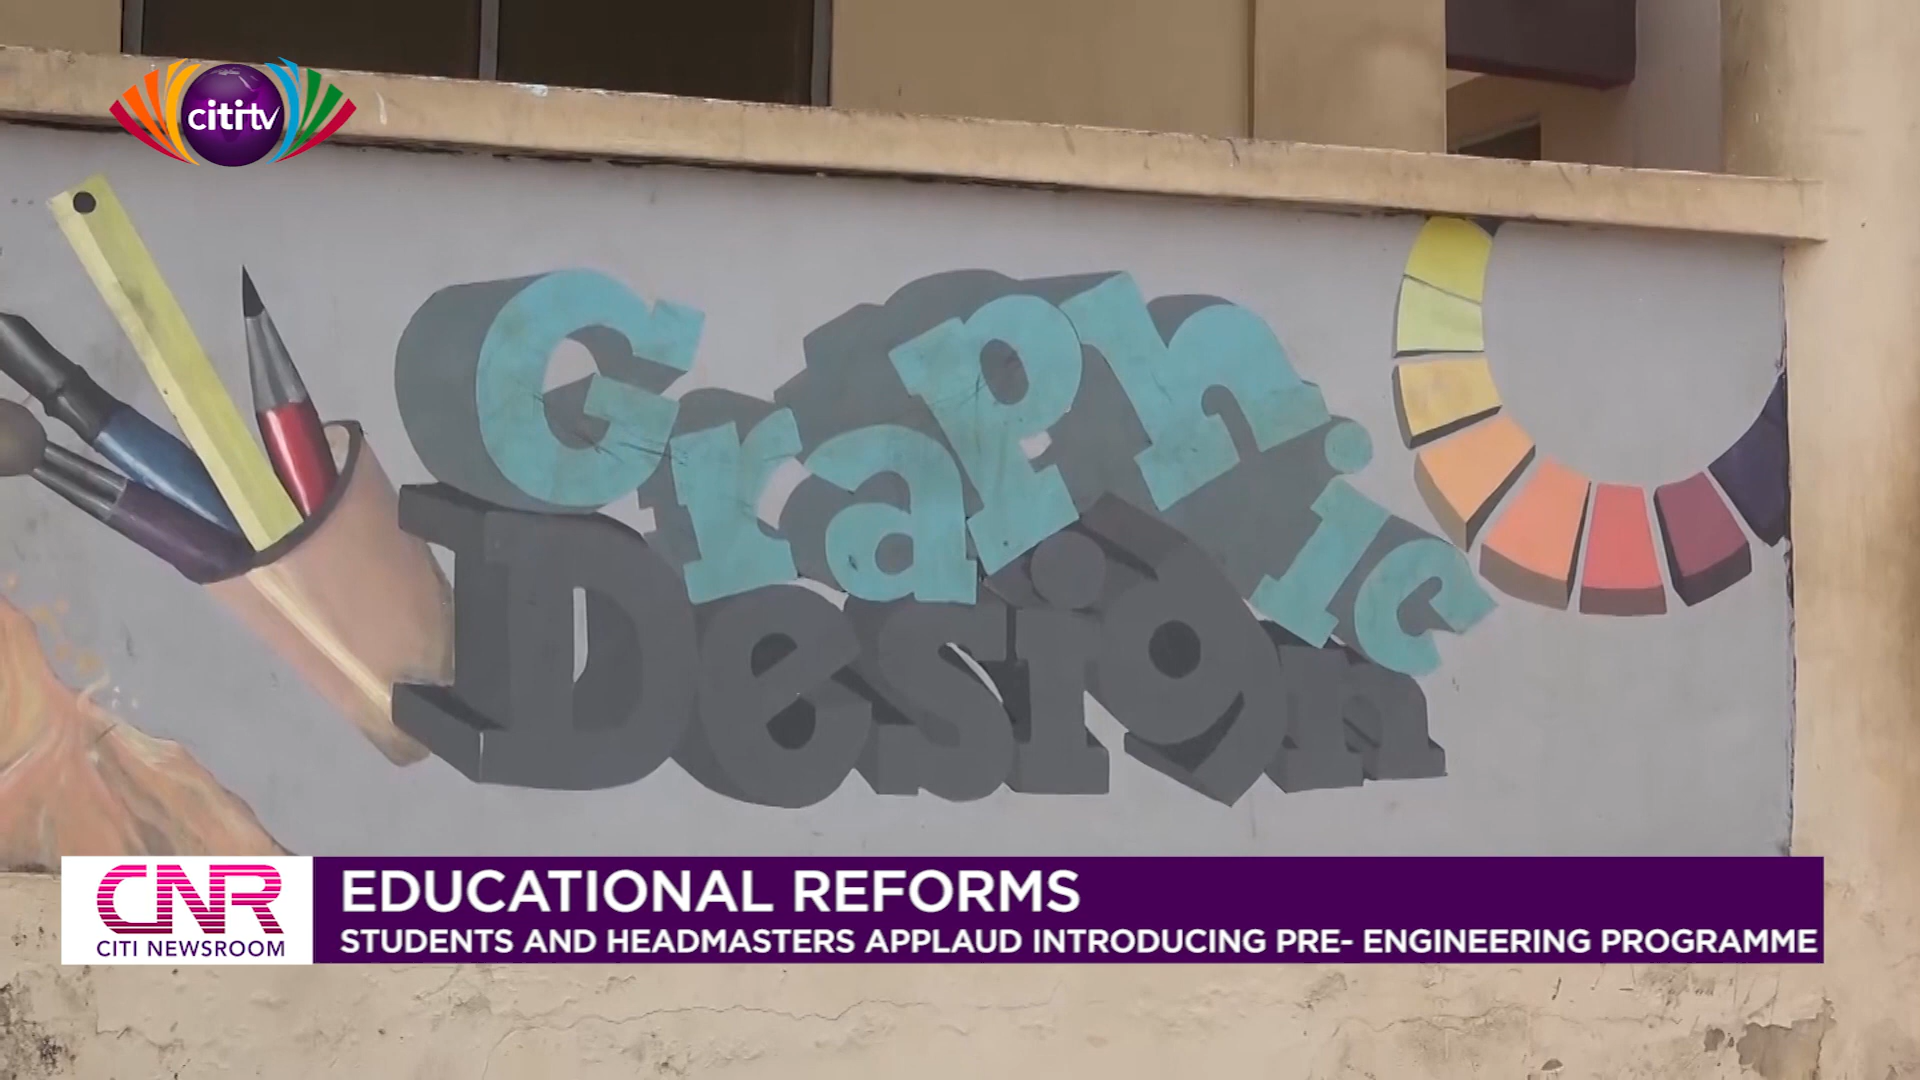 citi tv
Graphic
Design
CNR
CITI NEWSROOM
EDUCATIONAL REFORMS
STUDENTS AND HEADMASTERS APPLAUD INTRODUCING PRE- ENGINEERING PROGRAMME